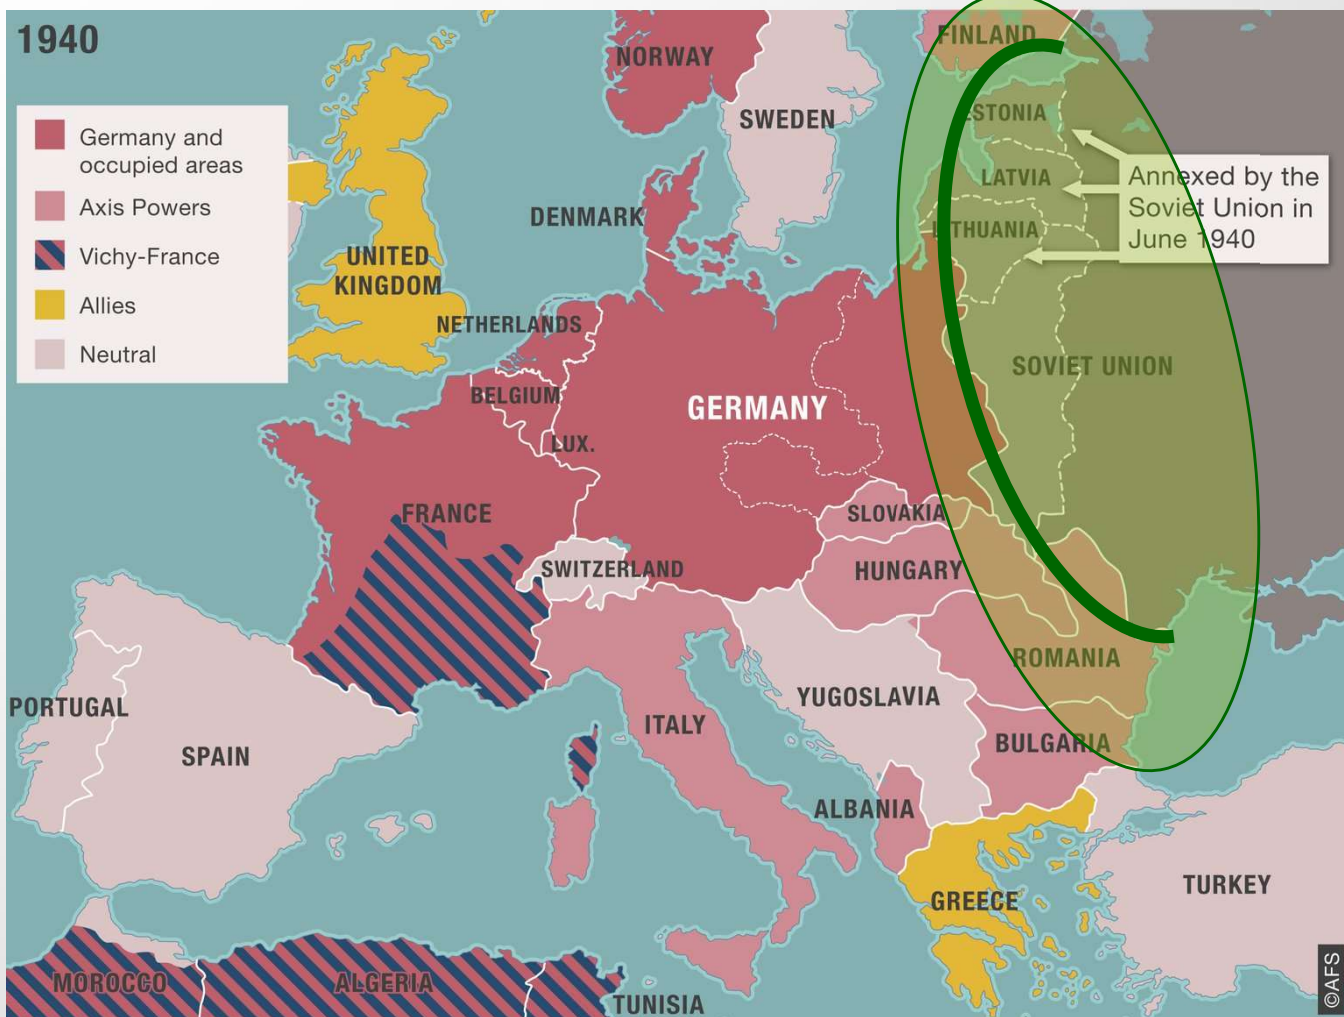 1940
Germany and
occupied areas
Axis Powers
Vichy-France
Allies
Neutral
NORWAY
SWEDEN
FINLAND
ESTONIA
LATVIA
LITHUANIA
Annexed by the
Soviet Union in
June 1940
DENMARK
UNITED
KINGDOM
NETHERLANDS
BELGIUM
LUX.
GERMANY
SOVIET UNION
FRANCE
SLOVAKIA
SWITZERLAND
HUNGARY
ROMANIA
PORTUGAL
SPAIN
ITALY
YUGOSLAVIA
BULGARIA
ALBANIA
GREECE
TURKEY
MOROCCO
ALGERIA
TUNISIA
©AFS